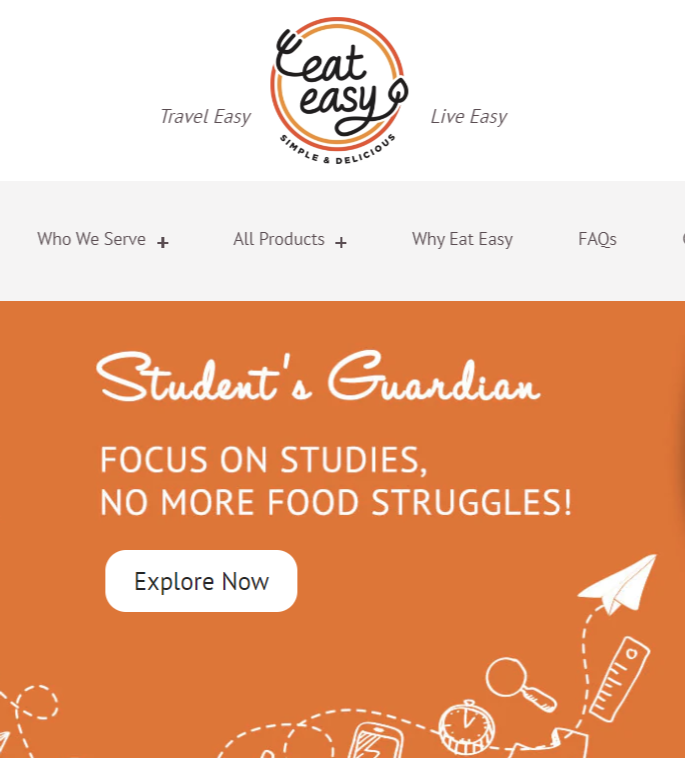 eat
easy
SIMPLE & DELICIOUS
Travel Easy
Live Easy
Who We Serve +
All Products +
Why Eat Easy
FAQs
Student's Guardian
FOCUS ON STUDIES,
NO MORE FOOD STRUGGLES!
Explore Now